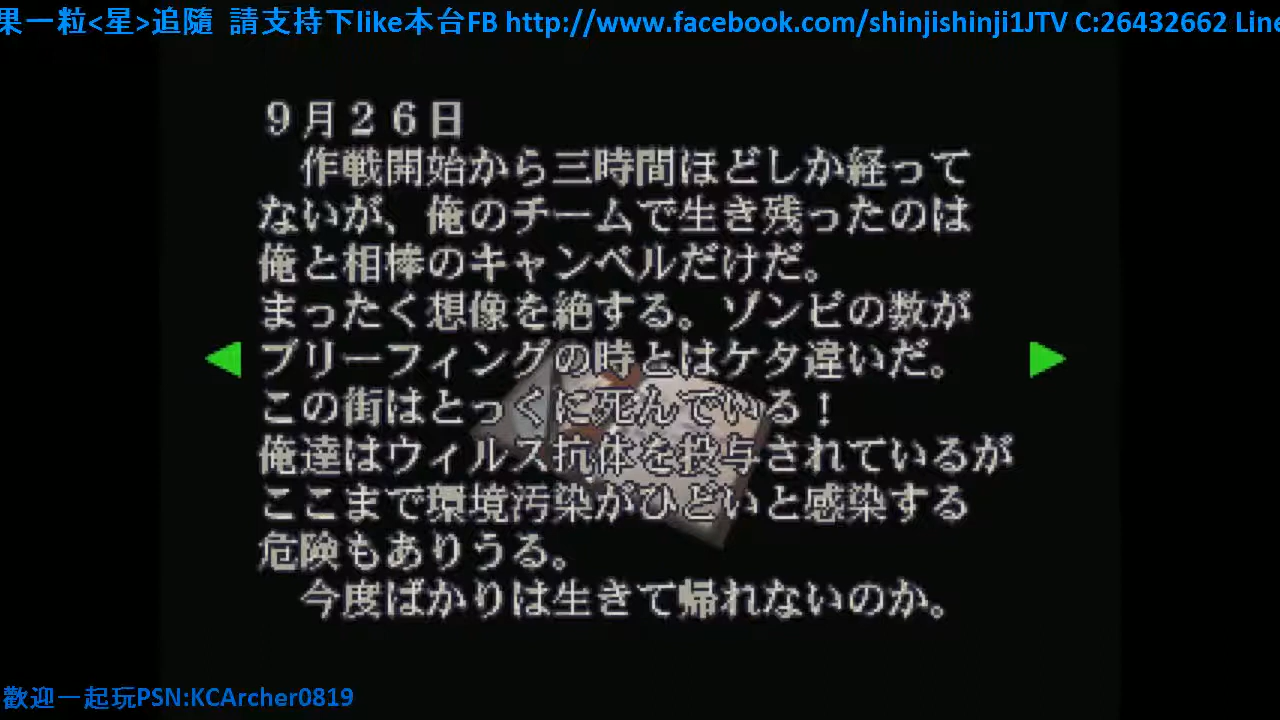 果一粒<星>追隨 請支持下like本台FB http://www.facebook.com/shinjishinji1JTV C:26432662 Line
９月２６日
　作戦開始から三時間ほどしか経って
ないが、俺のチームで生き残ったのは
俺と相棒のキャンベルだけだ。
まったく想像を絶する。ゾンビの数が
ブリーフィングの時とはケタ違いだ。
この街はとっくに死んでいる！
俺達はウィルス抗体を投与されているが
ここまで環境汚染がひどいと感染する
危険もありうる。
　今度ばかりは生きて帰れないのか。
歡迎一起玩PSN:KCArcher0819